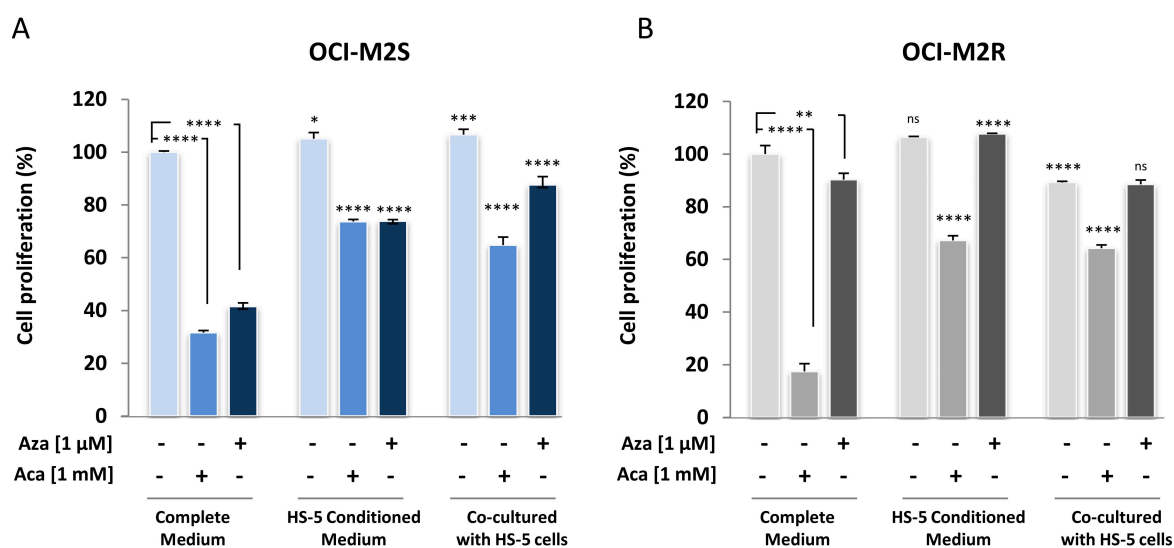 A
OCI-M2S
Cell proliferation (%)
120
100
80
60
40
20
0
****
****
*
****
****
***
****
****
Aza [1 µM] - - + - - + - - +
Aca [1 mM] - + - - + - - + -
Complete
Medium
HS-5 Conditioned
Medium
Co-cultured
with HS-5 cells
B
OCI-M2R
Cell proliferation (%)
120
100
80
60
40
20
0
**
****
ns
****
****
****
****
ns
Aza [1 µM] - - + - - + - - +
Aca [1 mM] - + - - + - - + -
Complete
Medium
HS-5 Conditioned
Medium
Co-cultured
with HS-5 cells